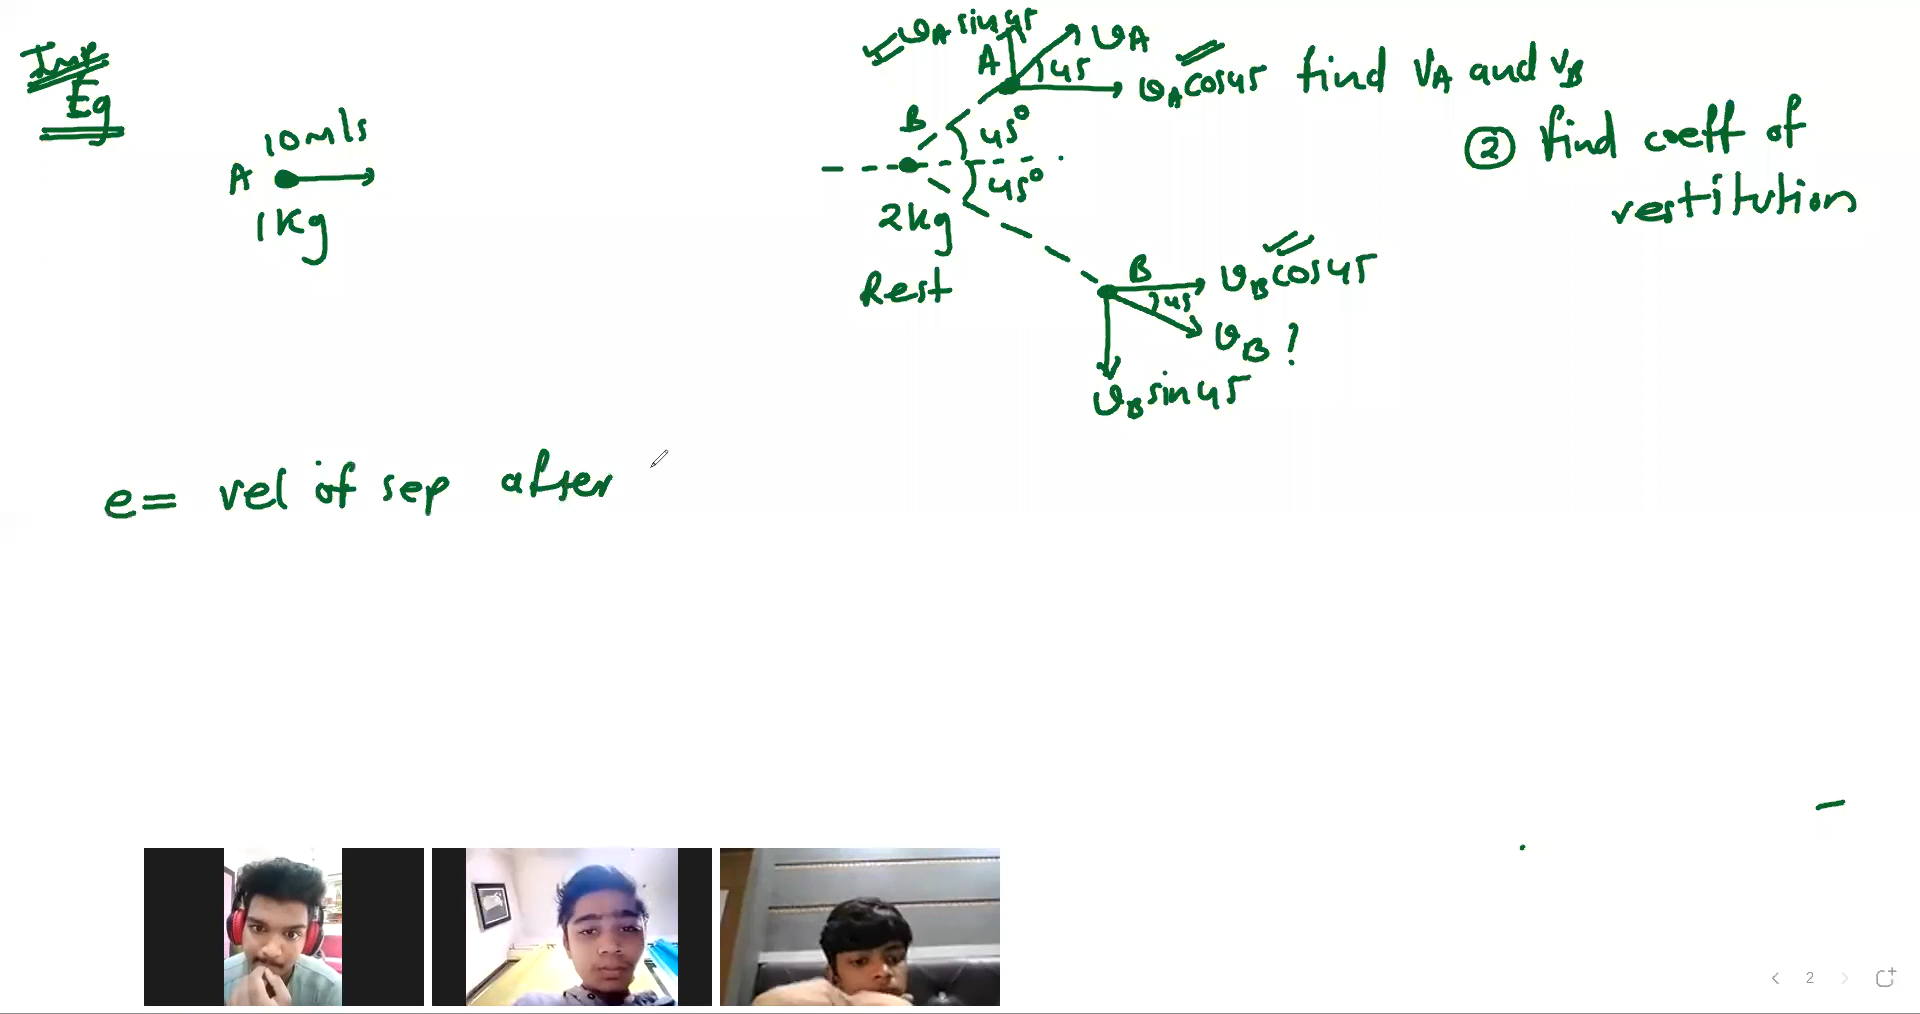 Imp
Eg
10m/s
A
1kg
vA sin45
A
vA
45
vA cos45
B
45°
45°
2kg
Rest
B
vB cos45
45
vB ?
vB sin45
find VA and VB
② find coeff of
restitution
e= vel of sep after
2